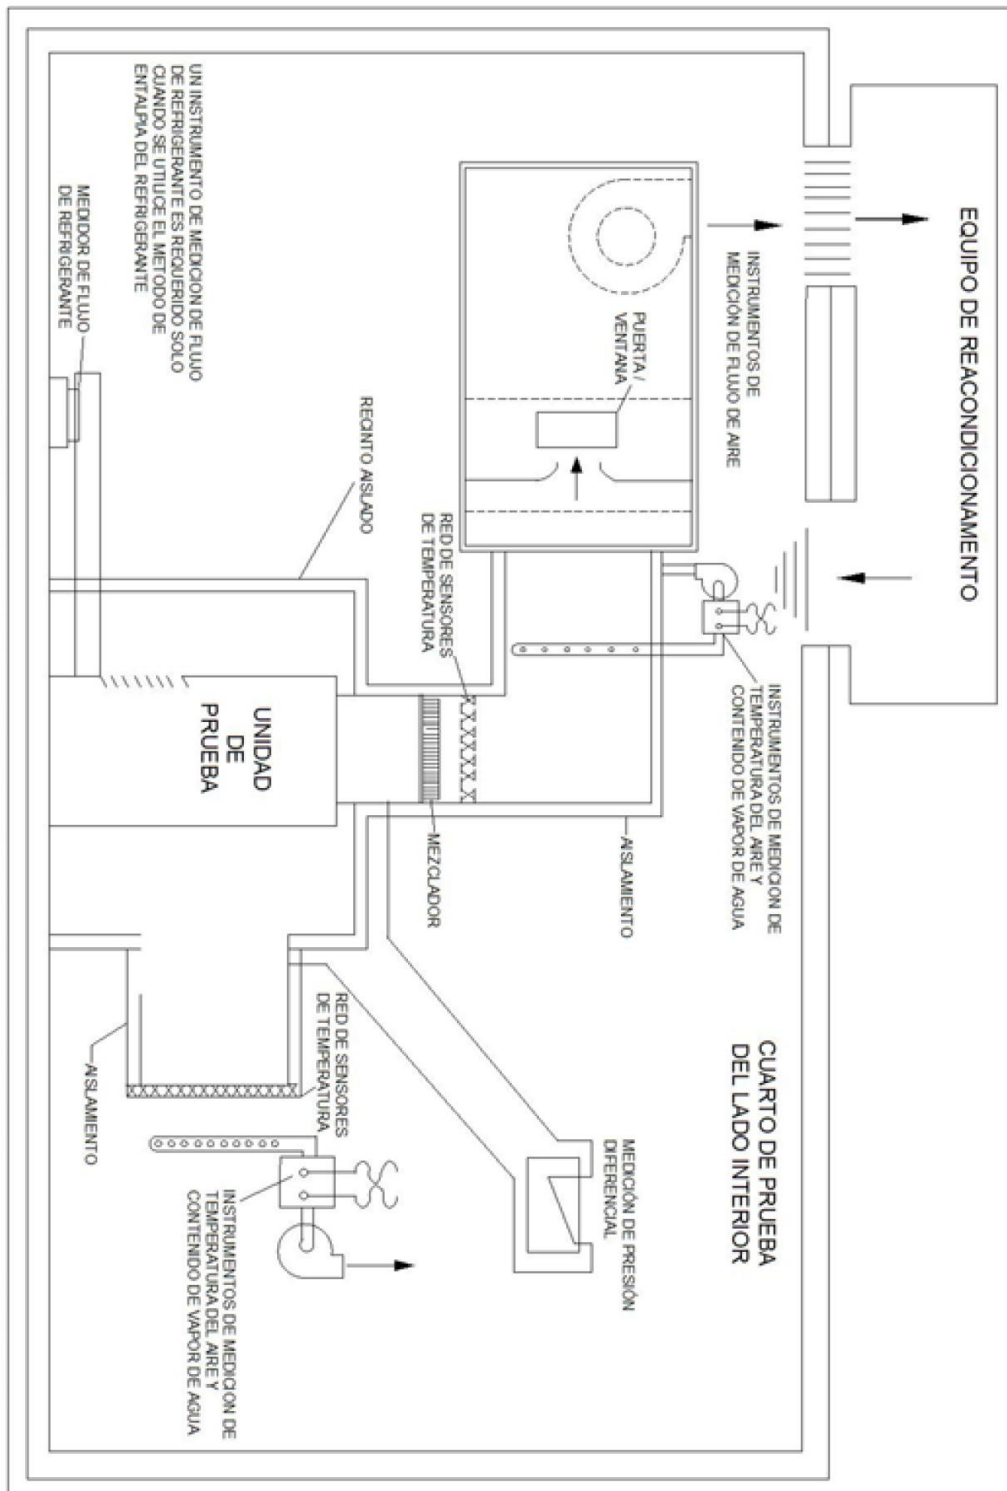 EQUIPO DE REACONDICIONAMENTO
INSTRUMENTOS DE
MEDICIÓN DE FLUJO DE AIRE
PUERTA /
VENTANA
INSTRUMENTOS DE MEDICION DE
TEMPERATURA DEL AIRE Y
CONTENIDO DE VAPOR DE AGUA
CUARTO DE PRUEBA
DEL LADO INTERIOR
AISLAMIENTO
MEDICIÓN DE PRESIÓN
DIFERENCIAL
RED DE SENSORES
DE TEMPERATURA
MEZCLADOR
RECINTO AISLADO
RED DE SENSORES
DE TEMPERATURA
UNIDAD
DE
PRUEBA
INSTRUMENTOS DE MEDICION DE
TEMPERATURA DEL AIRE Y
CONTENIDO DE VAPOR DE AGUA
AISLAMIENTO
UN INSTRUMENTO DE MEDICION DE FLUJO
DE REFRIGERANTE ES REQUERIDO SOLO
CUANDO SE UTILICE EL METODO DE
ENTALPIA DEL REFRIGERANTE
MEDIDOR DE FLUJO
DE REFRIGERANTE